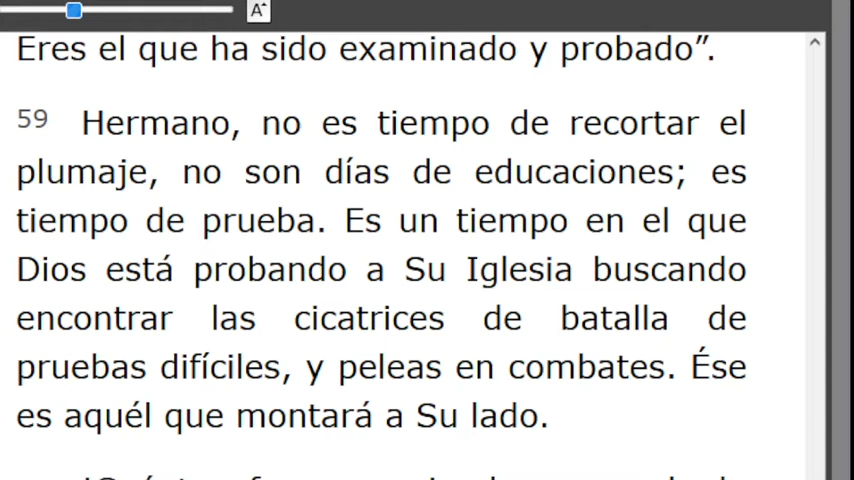 A
Eres el que ha sido examinado y probado”.
59 Hermano, no es tiempo de recortar el
plumaje, no son días de educaciones; es
tiempo de prueba. Es un tiempo en el que
Dios está probando a Su Iglesia buscando
encontrar las cicatrices de batalla de
pruebas difíciles, y peleas en combates. Ése
es aquél que montará a Su lado.